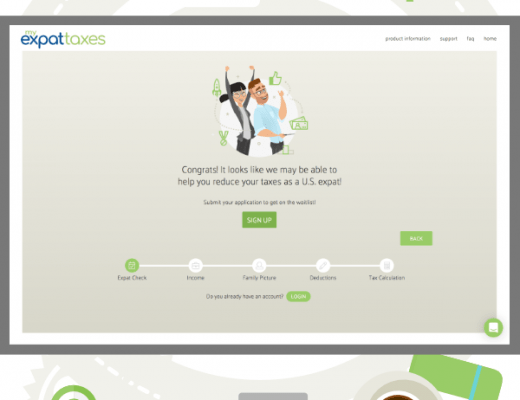 my
expattaxes
product information support faq home
Congrats! It looks like we may be able to
help you reduce your taxes as a U.S. expat!
Submit your application to get on the waitlist!
SIGN UP
BACK
Expat Check Income Family Picture Deductions Tax Calculation
Do you already have an account? LOGIN